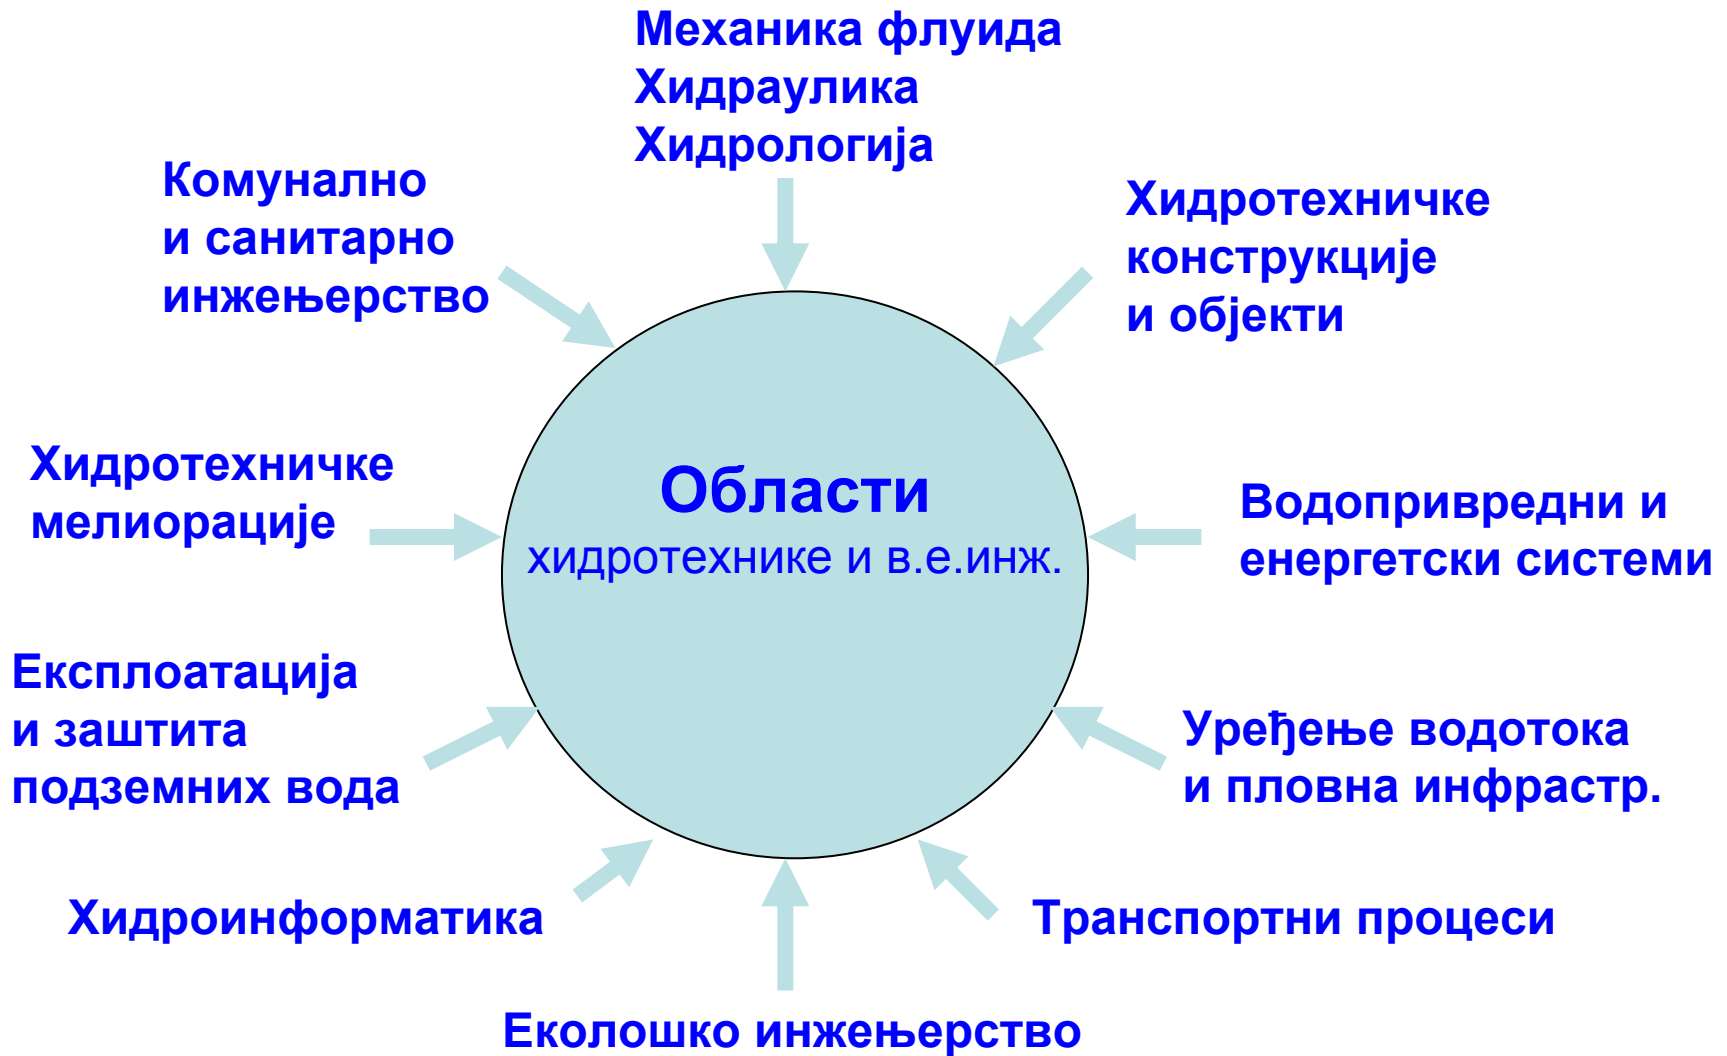 Механика флуида
Хидраулика
Хидрологија
Комунално
и санитарно
инжењерство
Хидротехничке
конструкције
и објекти
Хидротехничке
мелиорације
Области
хидротехнике и в.е.инж.
Водопривредни и
енергетски системи
Експлоатација
и заштита
подземних вода
Уређење водотока
и пловна инфрастр.
Хидроинформатика
Транспортни процеси
Еколошко инжењерство